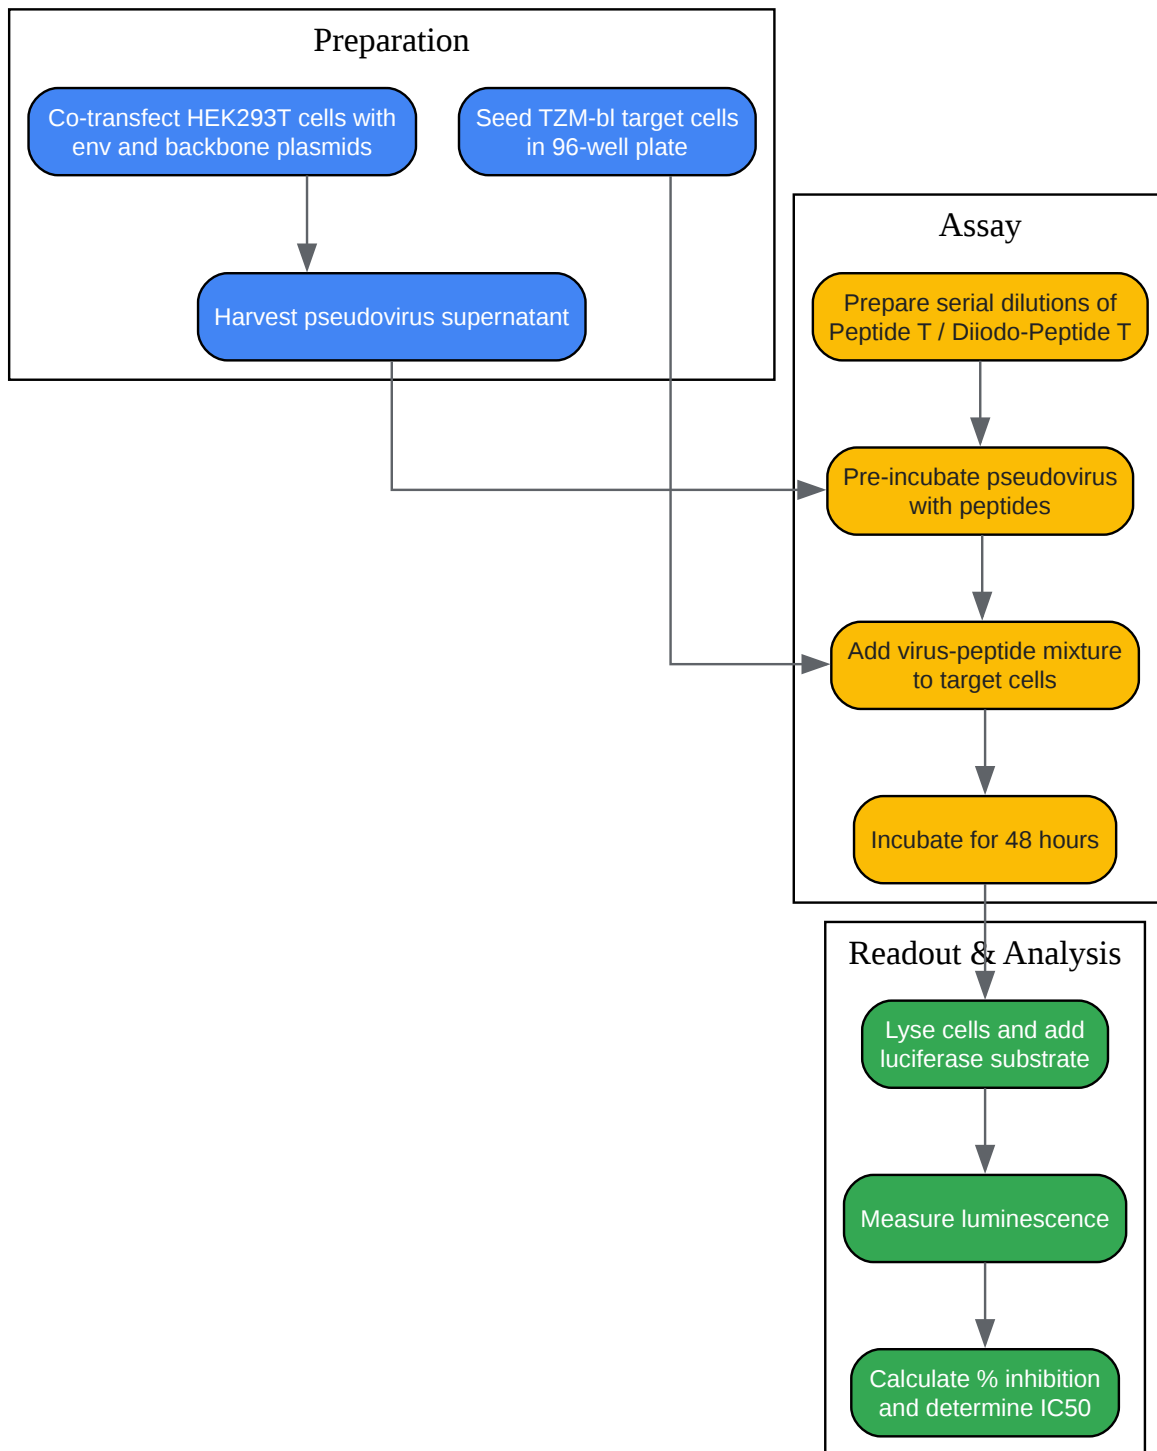 Preparation
Co-transfect HEK293T cells with
env and backbone plasmids
Seed TZM-bl target cells
in 96-well plate
Harvest pseudovirus supernatant
Assay
Prepare serial dilutions of
Peptide T / Diiodo-Peptide T
Pre-incubate pseudovirus
with peptides
Add virus-peptide mixture
to target cells
Incubate for 48 hours
Readout & Analysis
Lyse cells and add
luciferase substrate
Measure luminescence
Calculate % inhibition
and determine IC50